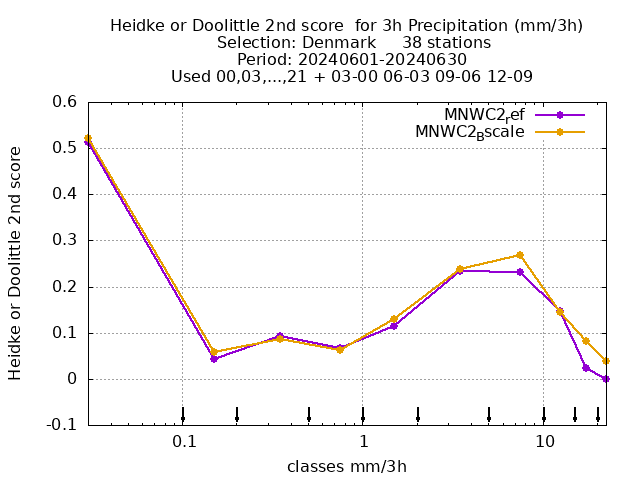 Heidke or Doolittle 2nd score  for 3h Precipitation (mm/3h)
Selection: Denmark     38 stations
Period: 20240601-20240630
Used 00,03,...,21 + 03-00 06-03 09-06 12-09
MNWC2ref
MNWC2Bscale
0.6
0.5
0.4
0.3
0.2
0.1
0
-0.1
Heidke or Doolittle 2nd score
0.1 1 10
classes mm/3h